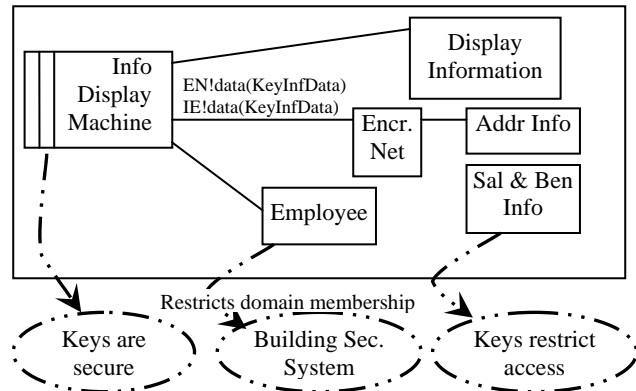 Info
Display
Machine
Display
Information
EN!data(KeyInfData)
IE!data(KeyInfData)
Encr.
Net
Addr Info
Sal & Ben
Info
Employee
Restricts domain membership
Keys are
secure
Building Sec.
System
Keys restrict
access